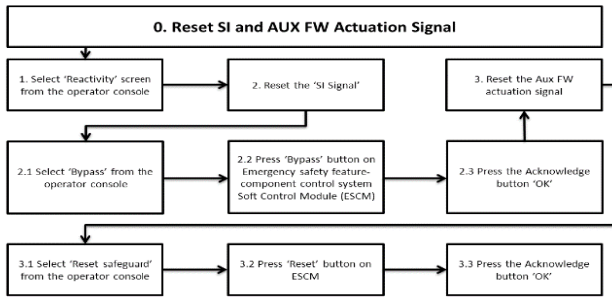 0. Reset SI and AUX FW Actuation Signal
1. Select ‘Reactivity’ screen
from the operator console
2. Reset the ‘SI Signal’
3. Reset the Aux FW
actuation signal
2.1 Select ‘Bypass’ from the
operator console
2.2 Press ‘Bypass’ button on
Emergency safety feature-
component control system
Soft Control Module (ESCM)
2.3 Press the Acknowledge
button ‘OK’
3.1 Select ‘Reset safeguard’
from the operator console
3.2 Press ‘Reset’ button on
ESCM
3.3 Press the Acknowledge
button ‘OK’